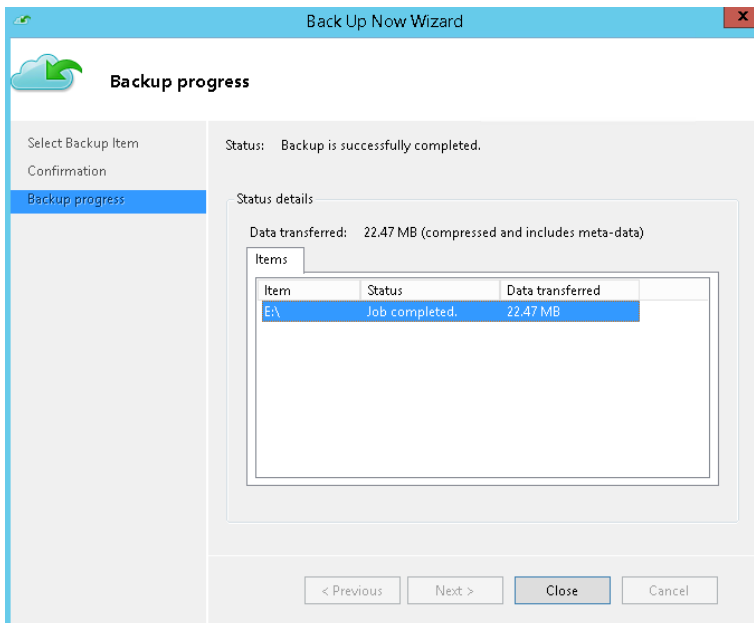 Back Up Now Wizard
x
Backup progress
Select Backup Item
Confirmation
Backup progress
Status: Backup is successfully completed.
Status details
Data transferred: 22.47 MB (compressed and includes meta-data)
Items
Item Status Data transferred
E:\ Job completed. 22.47 MB
< Previous Next > Close Cancel